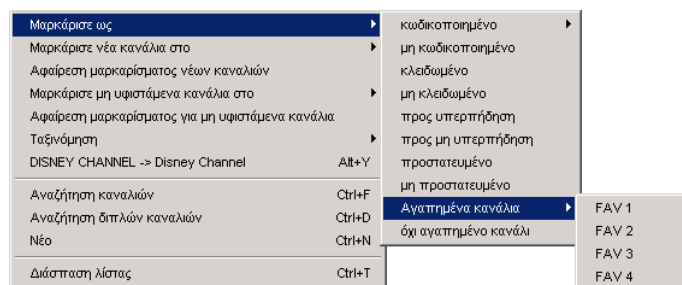 Μαρκάρισε ως
Μαρκάρισε νέα κανάλια στο
Αφαίρεση μαρκαρίσματος νέων καναλιών
Μαρκάρισε μη υφιστάμενα κανάλια στο
Αφαίρεση μαρκαρίσματος για μη υφιστάμενα κανάλια
Ταξινόμηση
DISNEY CHANNEL -> Disney Channel Alt+Y
Αναζήτηση καναλιών Ctrl+F
Αναζήτηση διπλών καναλιών Ctrl+D
Νέο Ctrl+N
Διάσπαση λίστας Ctrl+T
κωδικοποιημένο
μη κωδικοποιημένο
κλειδωμένο
μη κλειδωμένο
προς υπερπήδηση
προς μη υπερπήδηση
προστατευμένο
μη προστατευμένο
Αγαπημένα κανάλια
όχι αγαπημένο κανάλι
FAV 1
FAV 2
FAV 3
FAV 4